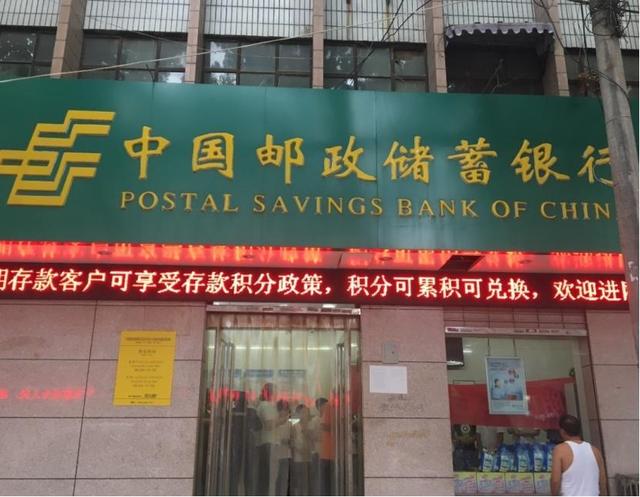 中国邮政储蓄银行
POSTAL SAVINGS BANK OF CHIN
期存款客户可享受存款积分政策，积分可累积可兑换，欢迎进